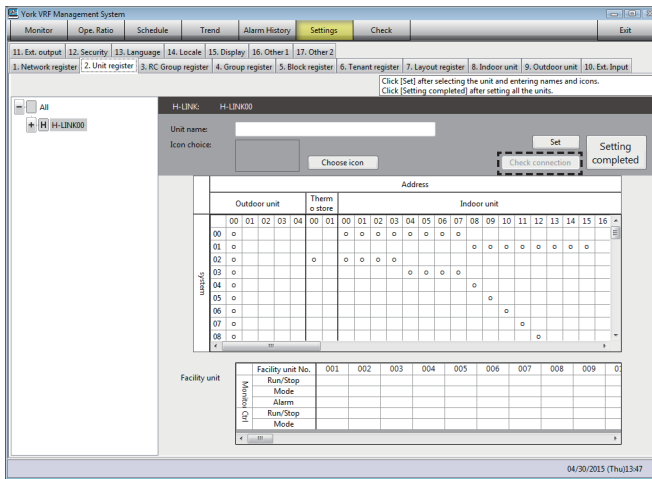 York VRF Management System
Monitor Ope. Ratio Schedule Trend Alarm History Settings Check Exit
11. Ext. output 12. Security 13. Language 14. Locale 15. Display 16. Other 1 17. Other 2
1. Network register 2. Unit register 3. RC Group register 4. Group register 5. Block register 6. Tenant register 7. Layout register 8. Indoor unit 9. Outdoor unit 10. Ext. Input
Click [Set] after selecting the unit and entering names and icons.
Click [Setting completed] after setting all the units.
All
H H-LINK00
H-LINK: H-LINK00
Unit name:
Icon choice:
Choose icon
Set
Check connection
Setting
completed
Address
Outdoor unit
Therm
o store
Indoor unit
00 01 02 03 04 00 01 00 01 02 03 04 05 06 07 08 09 10 11 12 13 14 15 16
system
00 o o o o o o o o o
01 o o o o o o o o o
02 o o o o o o
03 o o o o o
04 o o
05 o o
06 o o
07 o o
08 o o
Facility unit
Facility unit No. 001 002 003 004 005 006 007 008 009
Monitor
Run/Stop
Mode
Alarm
Ctrl
Run/Stop
Mode
04/30/2015 (Thu)13:47